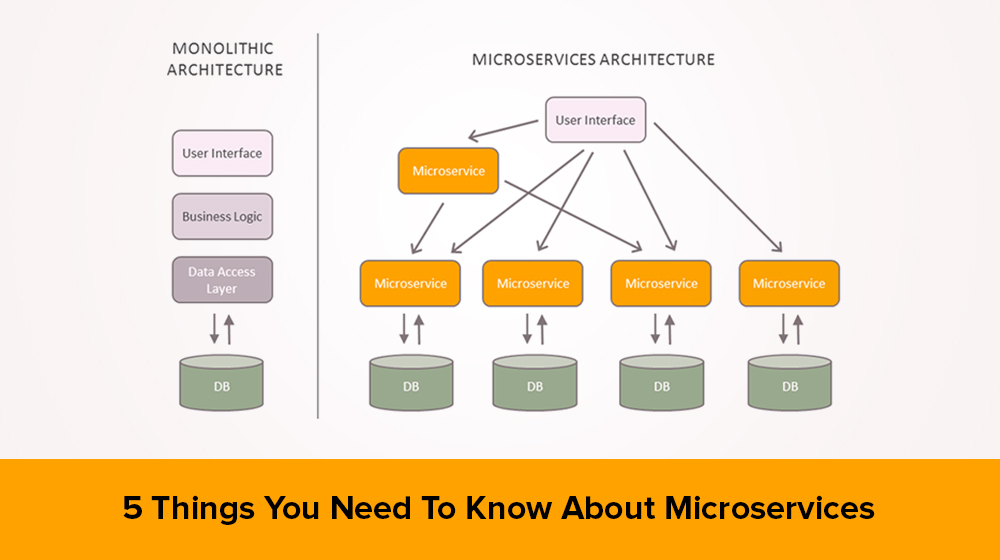 MONOLITHIC
ARCHITECTURE
User Interface
Business Logic
Data Access
Layer
DB
MICROSERVICES ARCHITECTURE
User Interface
Microservice
Microservice
Microservice
Microservice
Microservice
DB
DB
DB
DB
5 Things You Need To Know About Microservices